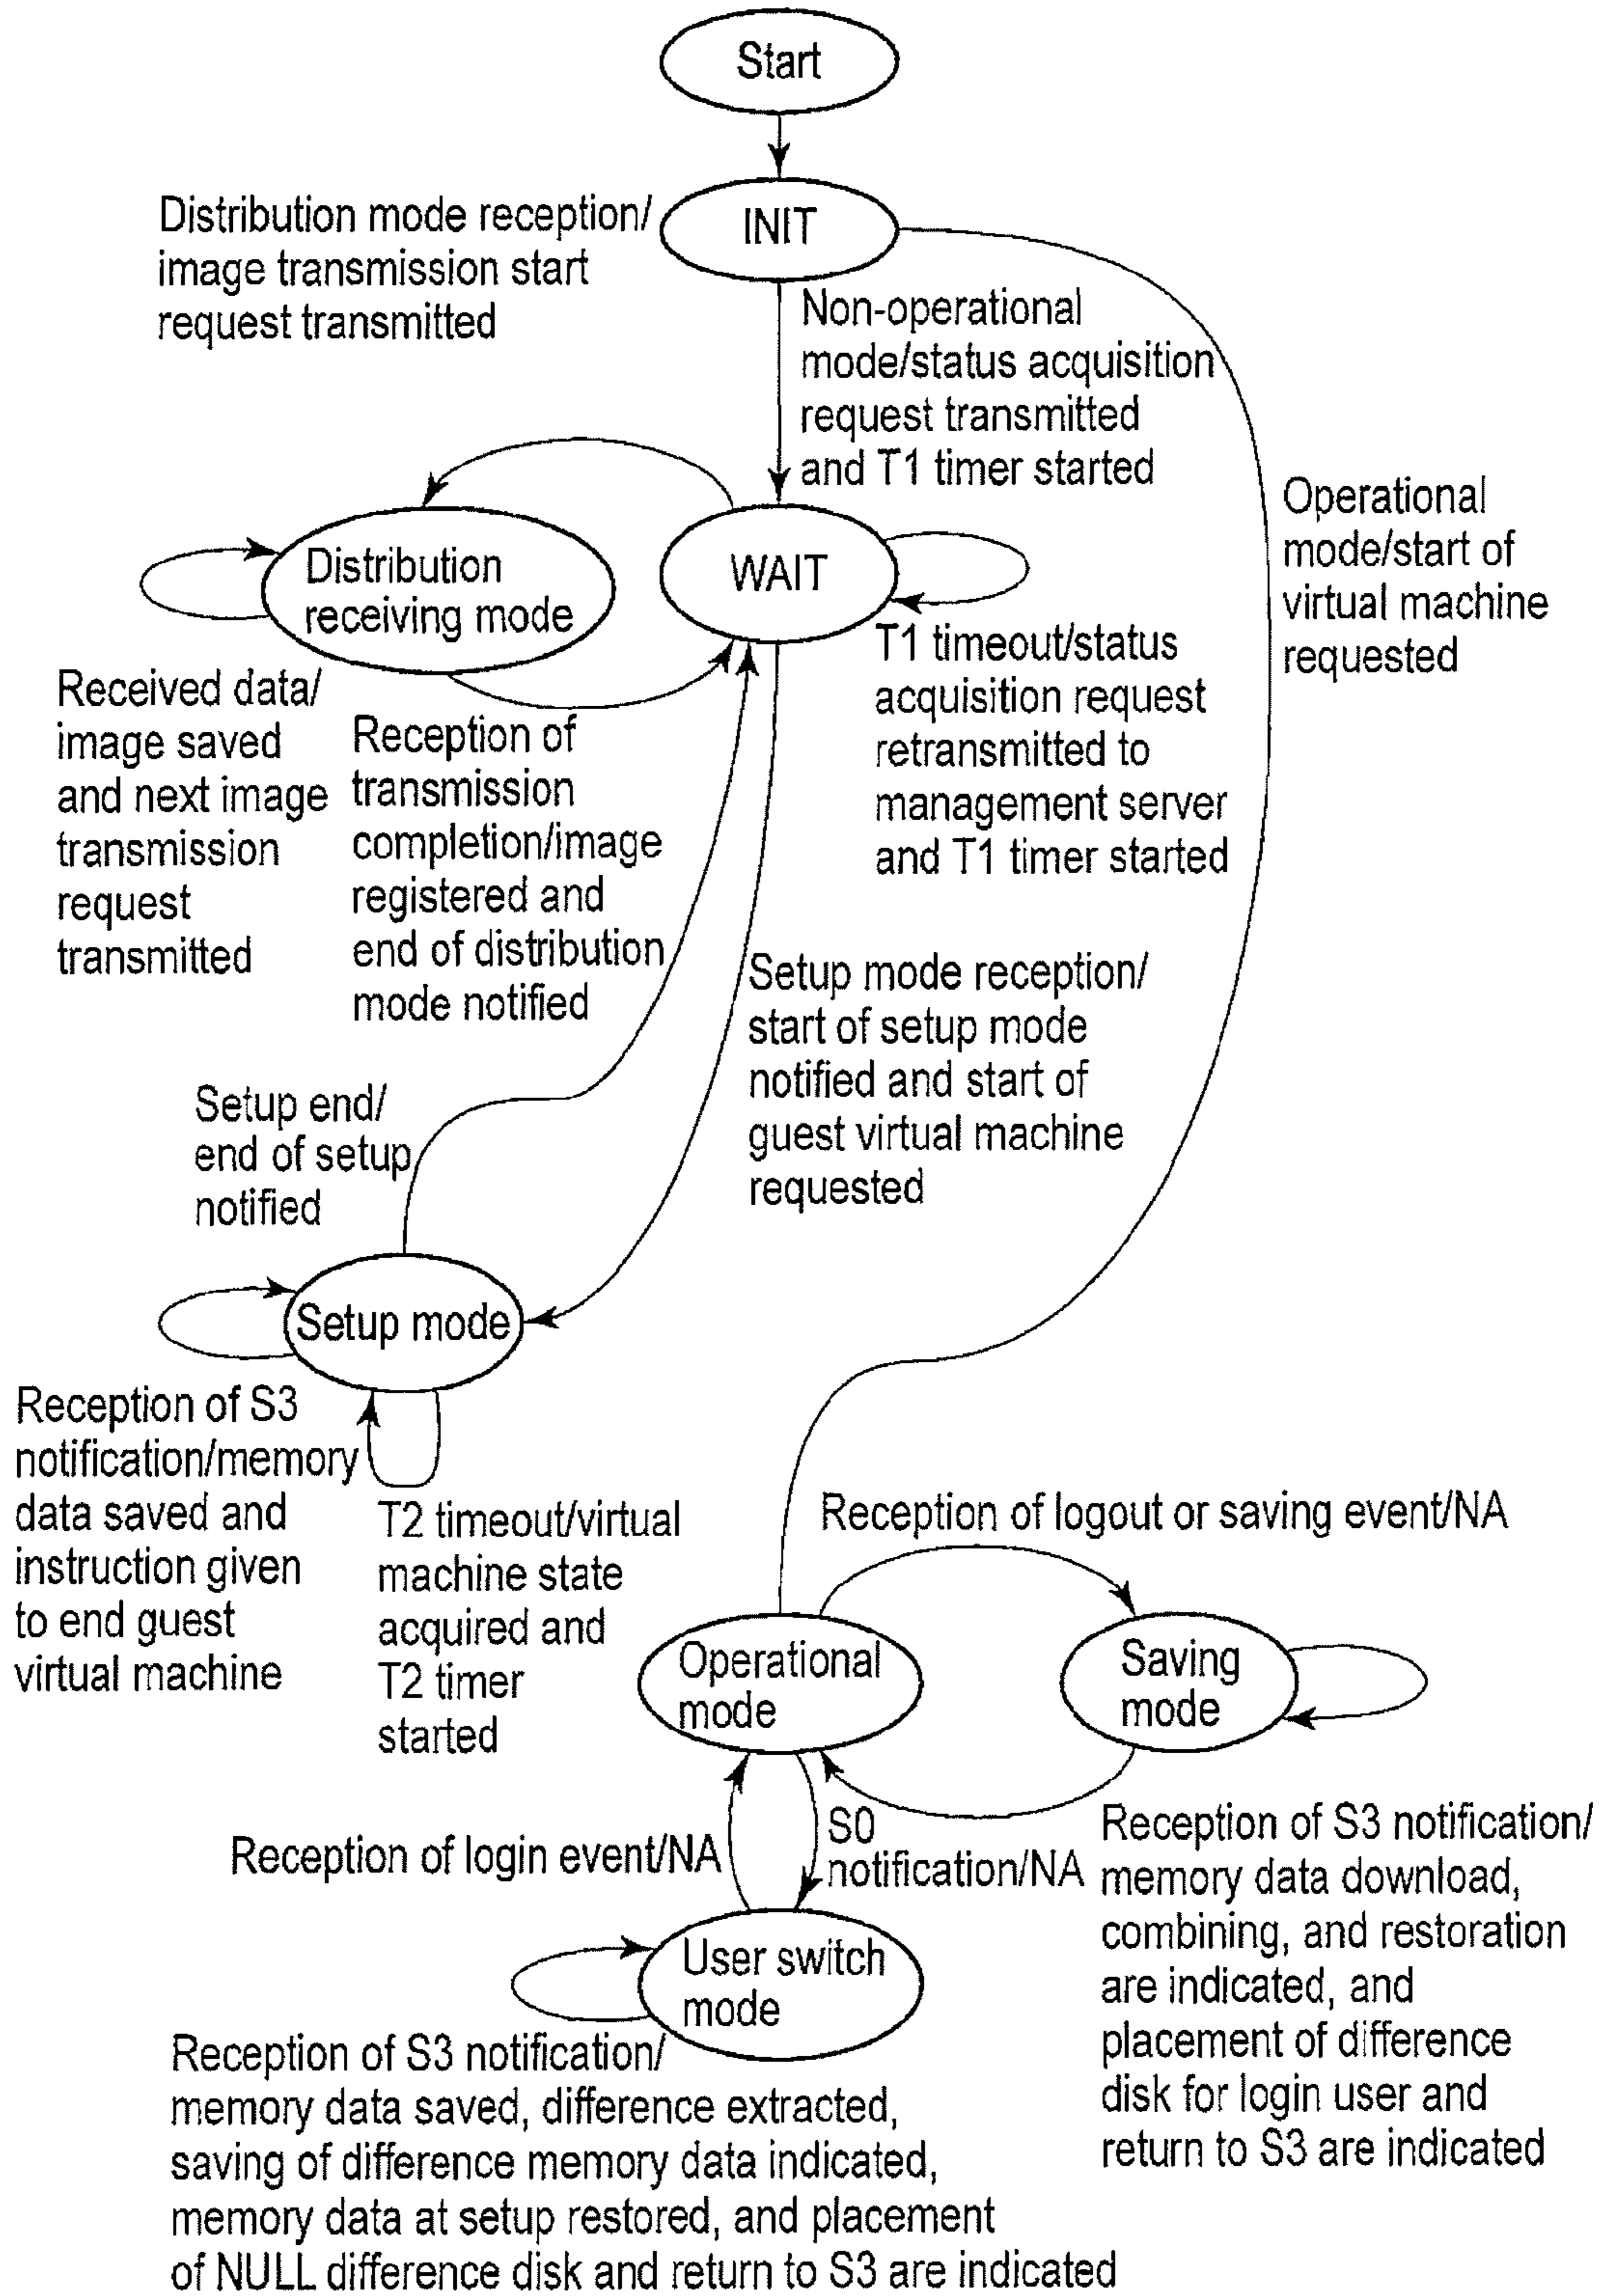 Start
INIT
Distribution mode reception/
image transmission start
request transmitted
Non-operational
mode/status acquisition
request transmitted
and T1 timer started
Operational
mode/start of
virtual machine
requested
Distribution
receiving mode
WAIT
T1 timeout/status
acquisition request
retransmitted to
management server
and T1 timer started
Received data/
image saved
and next image
transmission
request
transmitted
Reception of
transmission
completion/image
registered and
end of distribution
mode notified
Setup mode reception/
start of setup mode
notified and start of
guest virtual machine
requested
Setup end/
end of setup
notified
Setup mode
Reception of S3
notification/memory
data saved and
instruction given
to end guest
virtual machine
T2 timeout/virtual
machine state
acquired and
T2 timer
started
Reception of logout or saving event/NA
Operational
mode
Saving
mode
Reception of login event/NA
S0
notification/NA
Reception of S3 notification/
memory data download,
combining, and restoration
are indicated, and
placement of difference
disk for login user and
return to S3 are indicated
User switch
mode
Reception of S3 notification/
memory data saved, difference extracted,
saving of difference memory data indicated,
memory data at setup restored, and placement
of NULL difference disk and return to S3 are indicated